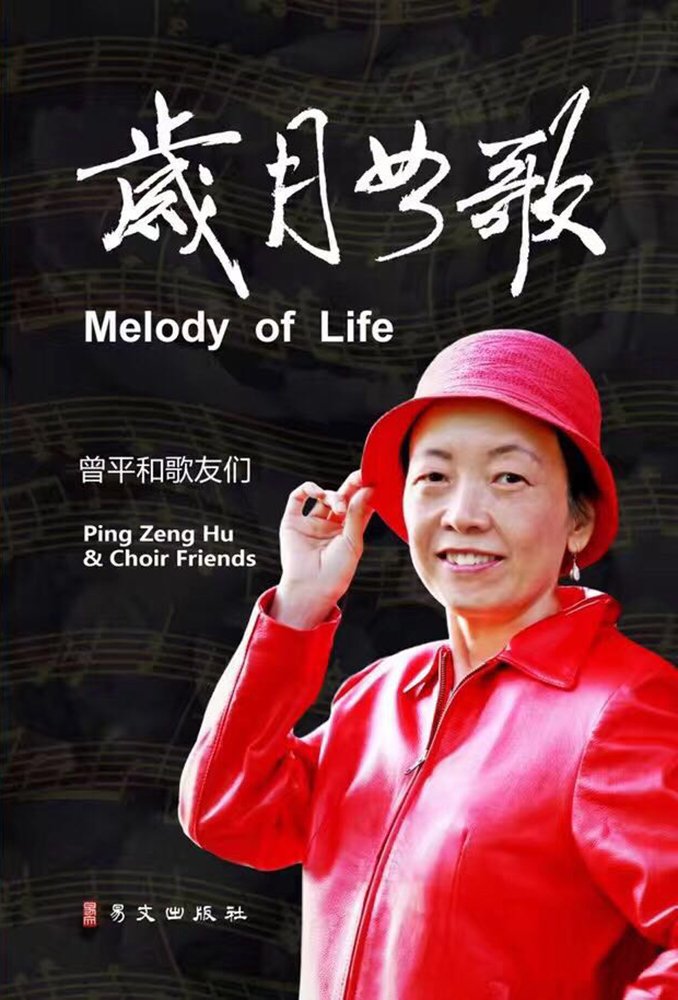 歲月如歌
Melody of Life
曾平和歌友们
Ping Zeng Hu
& Choir Friends
易文出版社